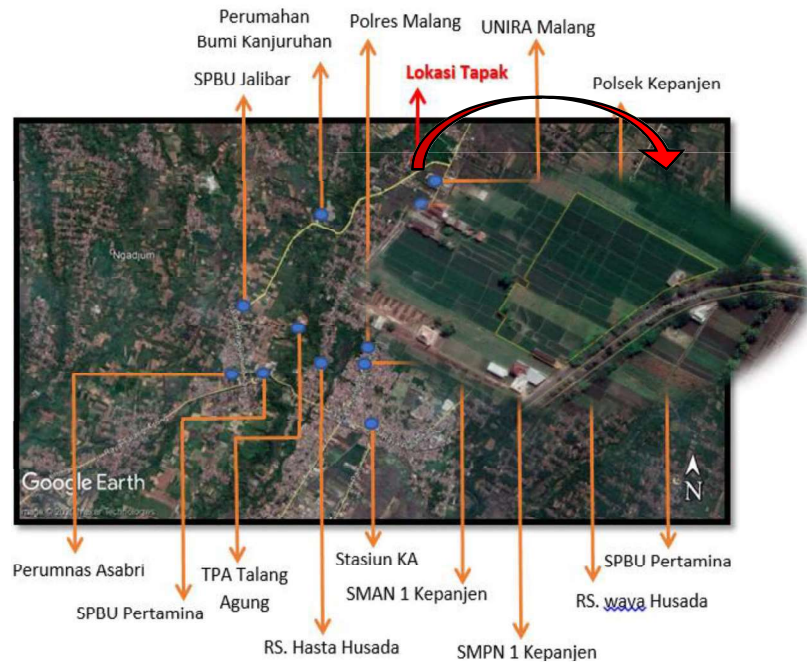 Perumahan
Bumi Kanjuruhan
Polres Malang
UNIRA Malang
SPBU Jalibar
Lokasi Tapak
Polsek Kepanjen
Ngadjum
Google Earth
N
Perumnas Asabri
SPBU Pertamina
TPA Talang
Agung
RS. Hasta Husada
Stasiun KA
SMAN 1 Kepanjen
SMPN 1 Kepanjen
RS. wava Husada
SPBU Pertamina